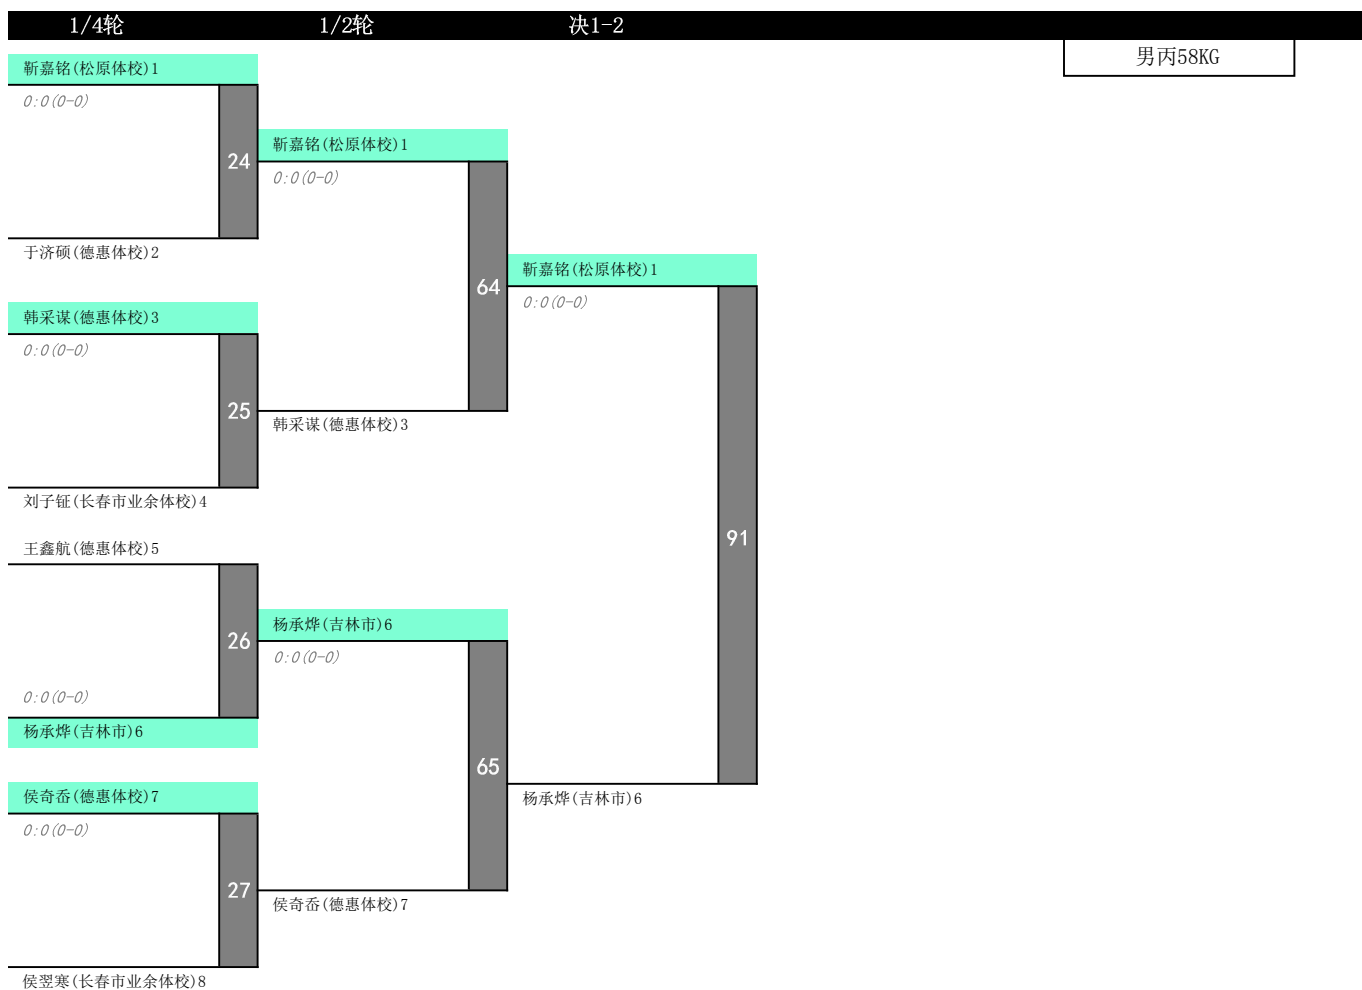 1/4轮 1/2轮 决1-2
男丙58KG
靳嘉铭(松原体校)1
0:0(0-0)
24
于济硕(德惠体校)2
韩采谋(德惠体校)3
0:0(0-0)
25
刘子钲(长春市业余体校)4
王鑫航(德惠体校)5
26
0:0(0-0)
杨承烨(吉林市)6
侯奇岙(德惠体校)7
0:0(0-0)
27
侯翌寒(长春市业余体校)8
靳嘉铭(松原体校)1
0:0(0-0)
64
韩采谋(德惠体校)3
杨承烨(吉林市)6
0:0(0-0)
65
侯奇岙(德惠体校)7
靳嘉铭(松原体校)1
0:0(0-0)
91
杨承烨(吉林市)6